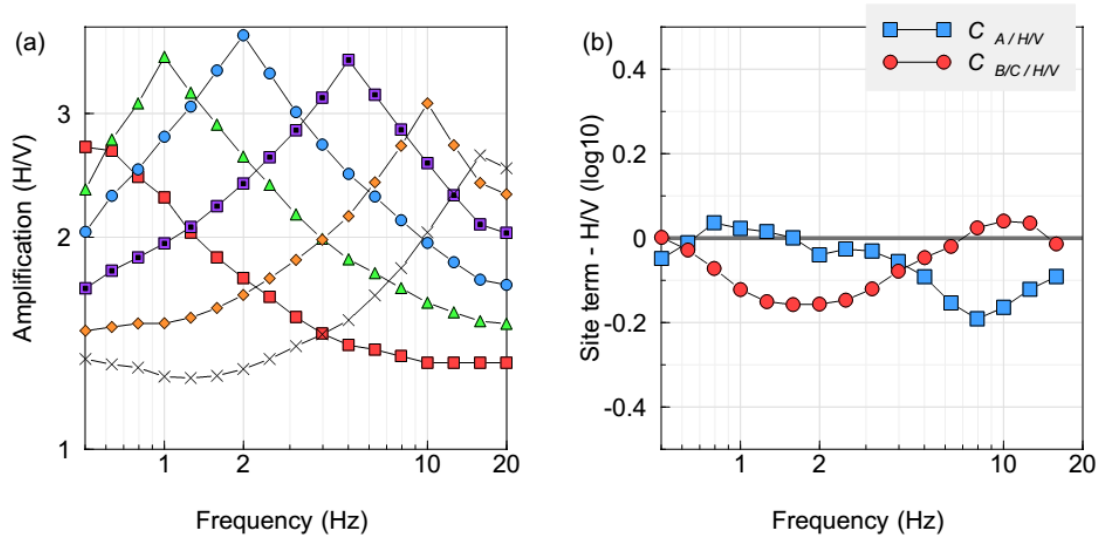 (a)
Amplification (H/V)
3
2
1
1
2
10
20
Frequency (Hz)
(b)
C A / H/V
C B/C / H/V
Site term - H/V (log10)
0.4
0.2
0
-0.2
-0.4
1
2
10
20
Frequency (Hz)